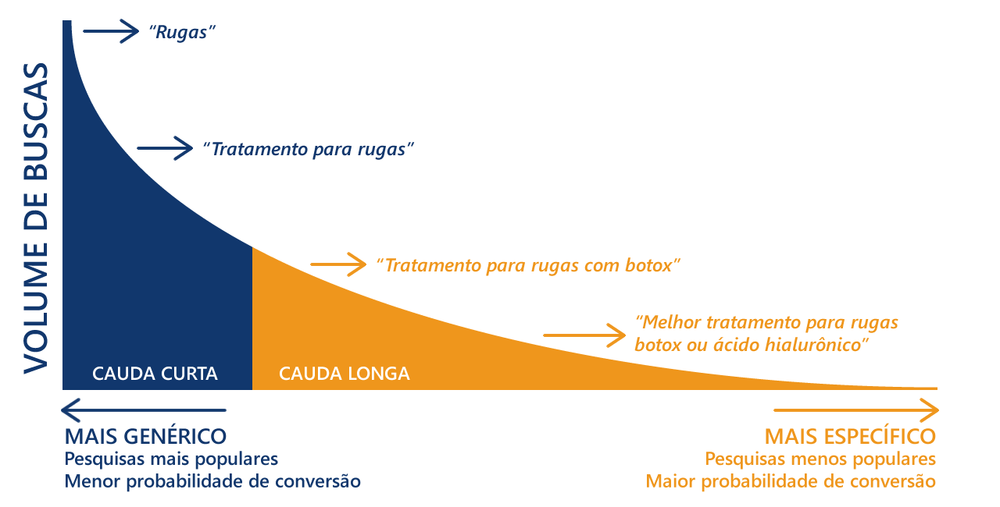 VOLUME DE BUSCAS
“Rugas”
“Tratamento para rugas”
“Tratamento para rugas com botox”
“Melhor tratamento para rugas
botox ou ácido hialurônico”
CAUDA CURTA
CAUDA LONGA
MAIS GENÉRICO
Pesquisas mais populares
Menor probabilidade de conversão
MAIS ESPECÍFICO
Pesquisas menos populares
Maior probabilidade de conversão